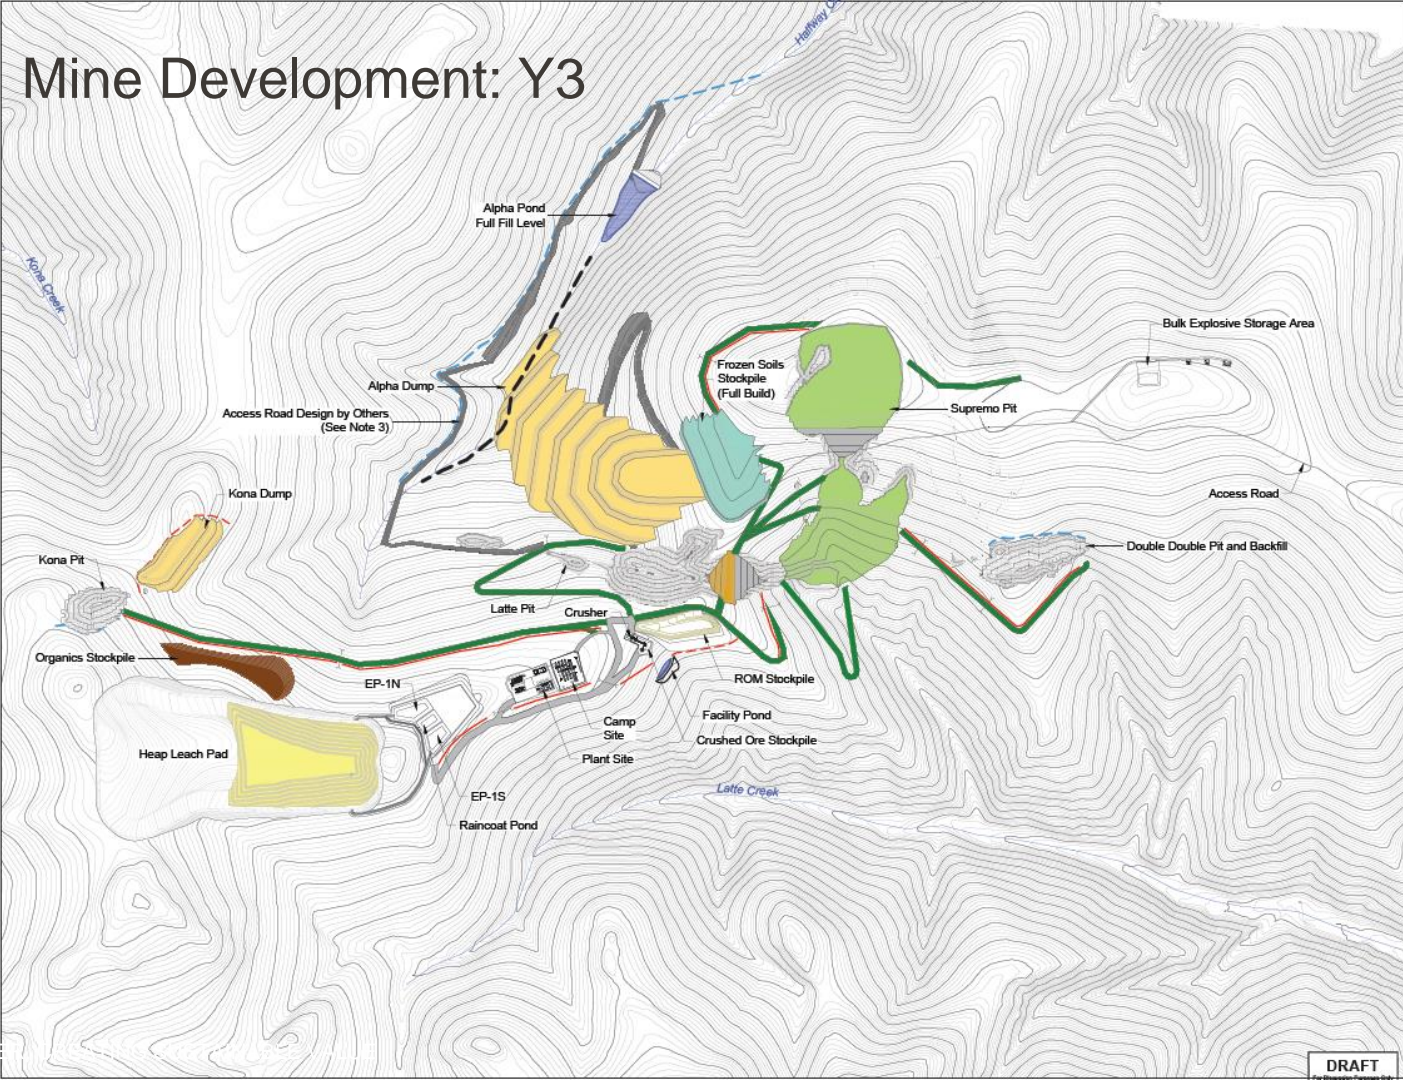 Halfway
Mine Development: Y3
Alpha Pond
Full Fill Level
Kona Creek
Bulk Explosive Storage Area
Frozen Soils
Stockpile
(Full Build)
Alpha Dump
Supremo Pit
Access Road Design by Others
(See Note 3)
Kona Dump
Access Road
Double Double Pit and Backfill
Kona Pit
Latte Pit
Crusher
Organics Stockpile
EP-1N
ROM Stockpile
Camp
Site
Facility Pond
Crushed Ore Stockpile
Heap Leach Pad
Plant Site
Latte Creek
EP-1S
Raincoat Pond
DRAFT